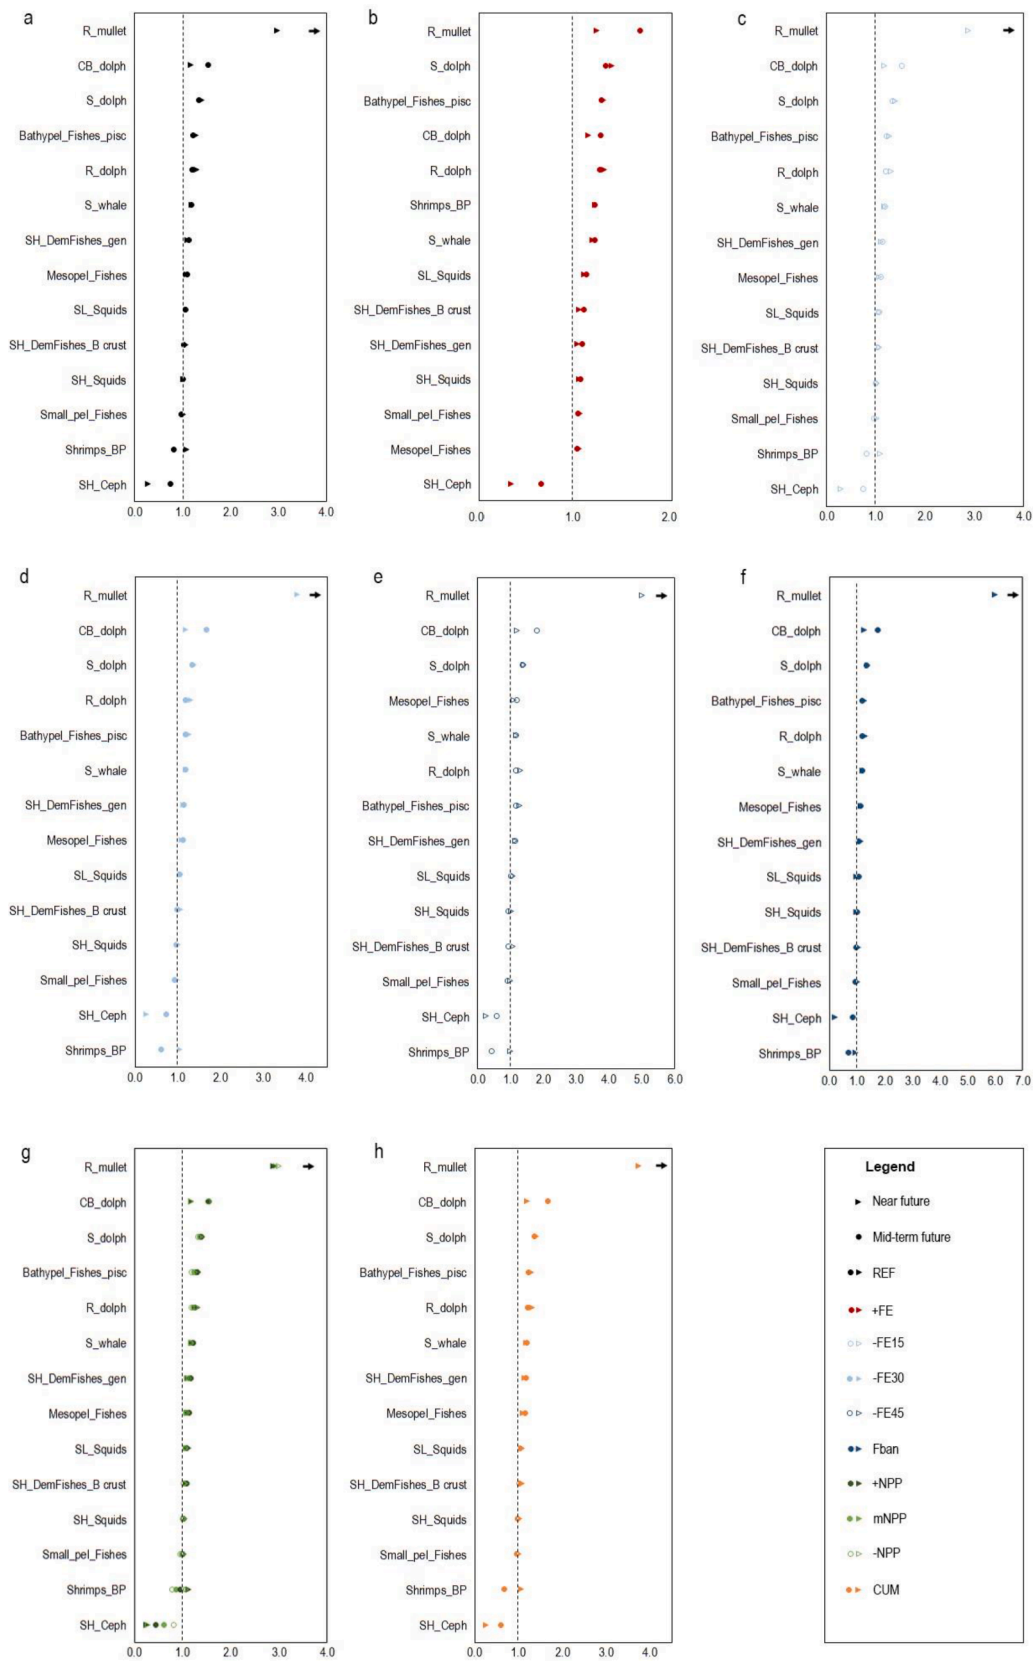 a
R_mullet
CB_dolph
S_dolph
Bathypel_Fishes_pisc
R_dolph
S_whale
SH_DemFishes_gen
Mesopel_Fishes
SL_Squids
SH_DemFishes_B crust
SH_Squids
Small_pel_Fishes
Shrimps_BP
SH_Ceph
0.0 1.0 2.0 3.0 4.0
b
R_mullet
S_dolph
Bathypel_Fishes_pisc
CB_dolph
R_dolph
Shrimps_BP
S_whale
SL_Squids
SH_DemFishes_B crust
SH_DemFishes_gen
SH_Squids
Small_pel_Fishes
Mesopel_Fishes
SH_Ceph
0.0 1.0 2.0
c
R_mullet
CB_dolph
S_dolph
Bathypel_Fishes_pisc
R_dolph
S_whale
SH_DemFishes_gen
Mesopel_Fishes
SL_Squids
SH_DemFishes_B crust
SH_Squids
Small_pel_Fishes
Shrimps_BP
SH_Ceph
0.0 1.0 2.0 3.0 4.0
d
R_mullet
CB_dolph
S_dolph
R_dolph
Bathypel_Fishes_pisc
S_whale
SH_DemFishes_gen
Mesopel_Fishes
SL_Squids
SH_DemFishes_B crust
SH_Squids
Small_pel_Fishes
SH_Ceph
Shrimps_BP
0.0 1.0 2.0 3.0 4.0
e
R_mullet
CB_dolph
S_dolph
Mesopel_Fishes
S_whale
R_dolph
Bathypel_Fishes_pisc
SH_DemFishes_gen
SL_Squids
SH_Squids
SH_DemFishes_B crust
Small_pel_Fishes
SH_Ceph
Shrimps_BP
0.0 1.0 2.0 3.0 4.0 5.0 6.0
f
R_mullet
CB_dolph
S_dolph
Bathypel_Fishes_pisc
R_dolph
S_whale
Mesopel_Fishes
SH_DemFishes_gen
SL_Squids
SH_Squids
SH_DemFishes_B crust
Small_pel_Fishes
SH_Ceph
Shrimps_BP
0.0 1.0 2.0 3.0 4.0 5.0 6.0 7.0
g
R_mullet
CB_dolph
S_dolph
Bathypel_Fishes_pisc
R_dolph
S_whale
SH_DemFishes_gen
Mesopel_Fishes
SL_Squids
SH_DemFishes_B crust
SH_Squids
Small_pel_Fishes
Shrimps_BP
SH_Ceph
0.0 1.0 2.0 3.0 4.0
h
R_mullet
CB_dolph
S_dolph
Bathypel_Fishes_pisc
R_dolph
S_whale
SH_DemFishes_gen
Mesopel_Fishes
SL_Squids
SH_DemFishes_B crust
SH_Squids
Small_pel_Fishes
Shrimps_BP
SH_Ceph
0.0 1.0 2.0 3.0 4.0
Legend
Near future
Mid-term future
REF
+FE
-FE15
-FE30
-FE45
Fban
+NPP
mNPP
-NPP
CUM